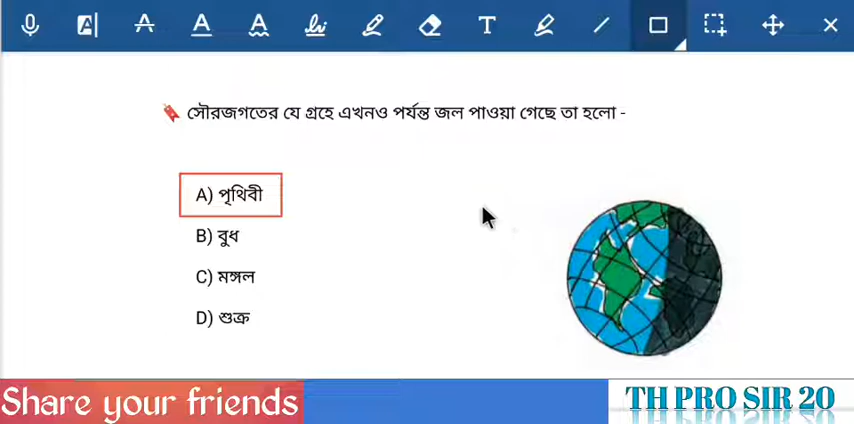 সৌরজগতের যে গ্রহে এখনও পর্যন্ত জল পাওয়া গেছে তা হলো -
A) পৃথিবী
B) বুধ
C) মঙ্গল
D) শুক্র
Share your friends
TH PRO SIR 20